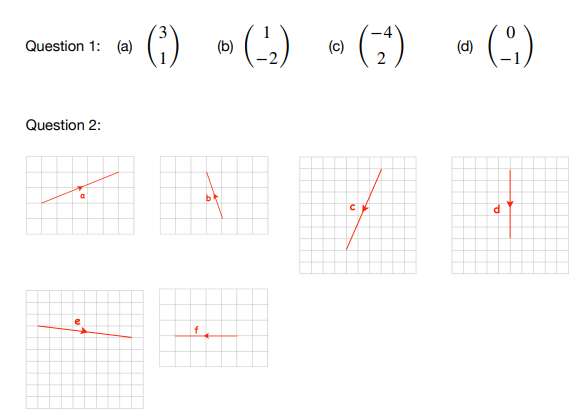 Question 1: (a) (3 1) (b) (1 -2) (c) (-4 2) (d) (0 -1)
Question 2:
a
b
c
d
e
f